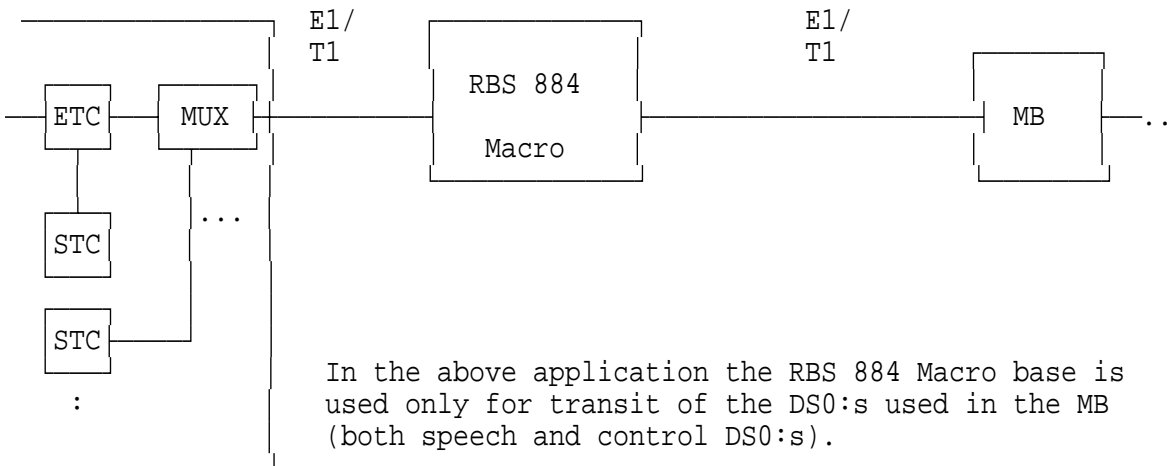 E1/
T1
E1/
T1
RBS 884
Macro
ETC
MUX
MB
..
...
STC
STC
:
In the above application the RBS 884 Macro base is
used only for transit of the DS0:s used in the MB
(both speech and control DS0:s).